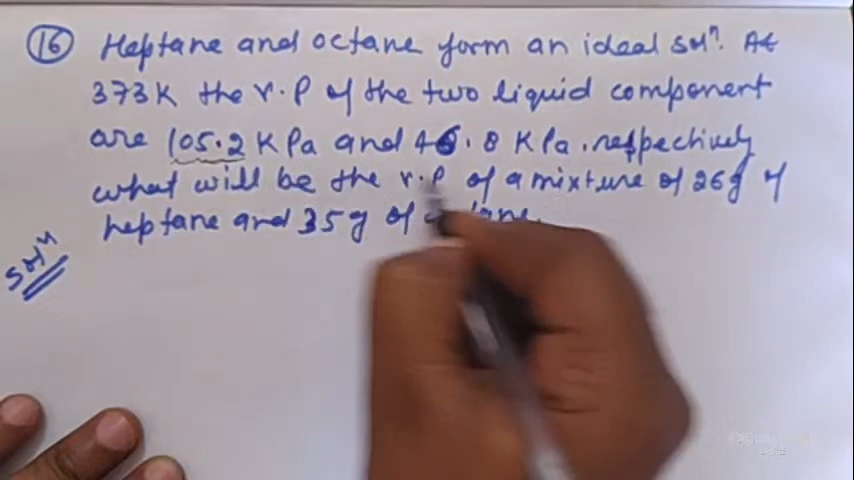 16 Heptane and octane form an ideal solⁿ. At
373K the V.P of the two liquid component
are 105.2 KPa and 46.8 KPa .respectively
what will be the V.P of a mixture of 26g of
heptane and 35g of
Solⁿ